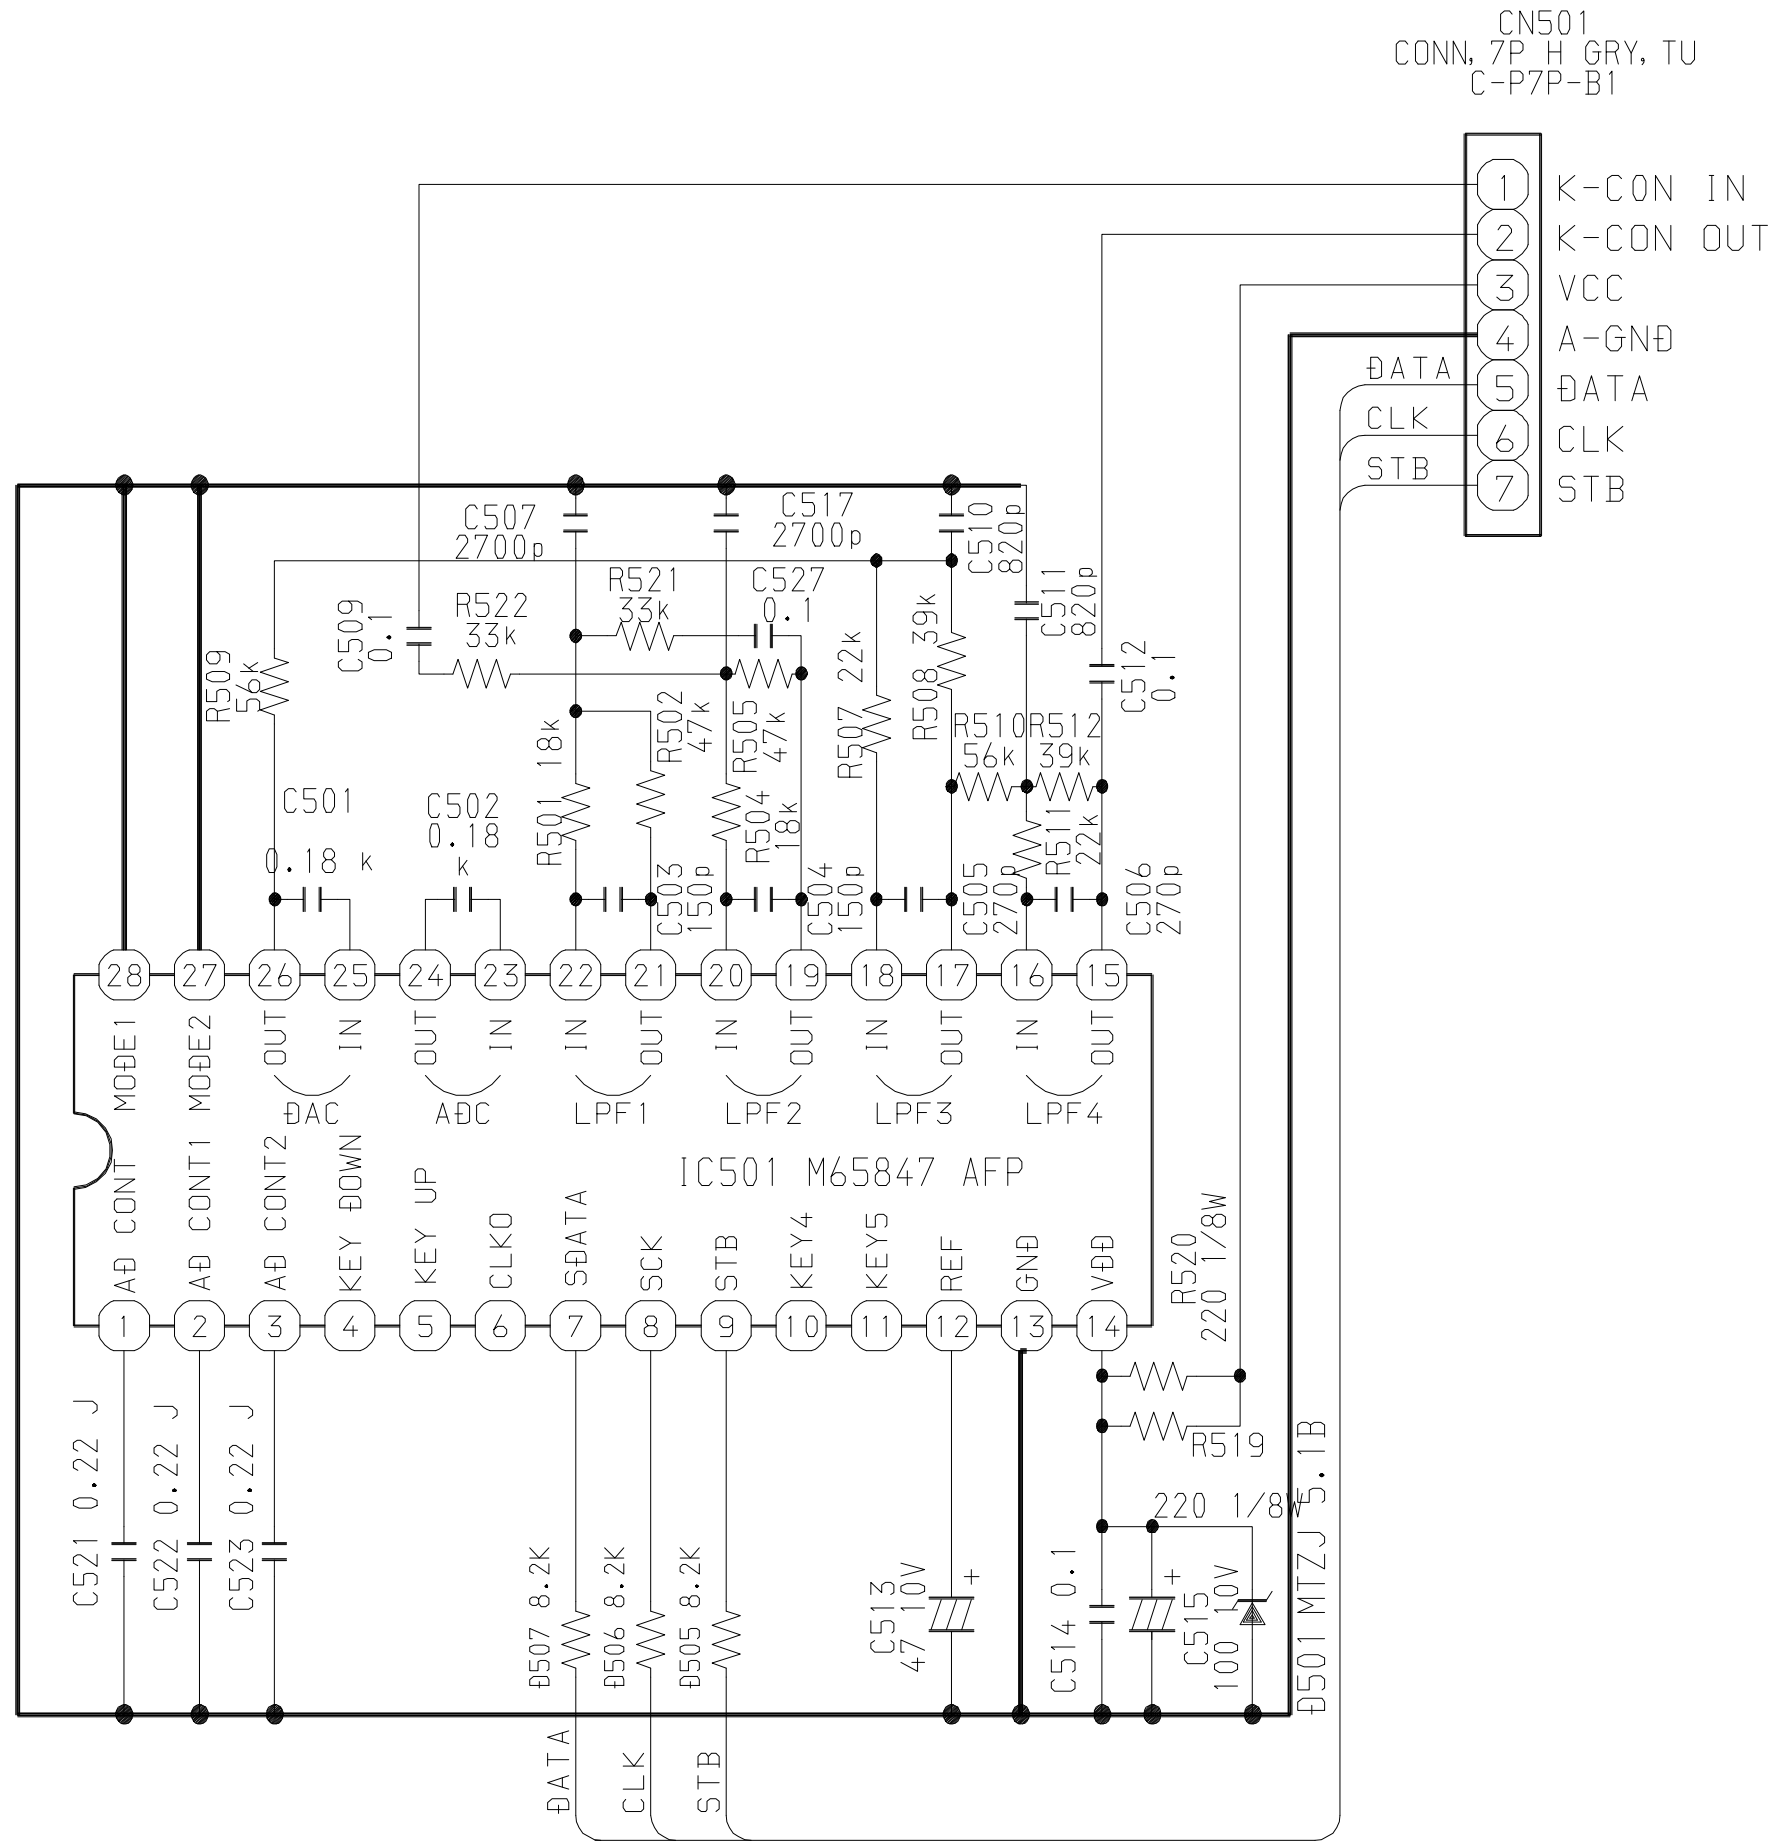 CN501
CONN, 7P H GRY, TU
C-P7P-B1
1 K-CON IN
2 K-CON OUT
3 VCC
4 A-GND
DATA 5 DATA
CLK 6 CLK
STB 7 STB
C507
2700p
C517
2700p
C510
820p
C511
820p
R521
33k
C527
0.1
R522
33k
C509
0.1
R509
56k
R508 39k
R507 22k
C512
0.1
R502
47k
R505
47k
R510
56k
R512
39k
R501 18k
R504
18k
R511
22k
C501
0.18 k
C502
0.18
k
C503
150p
C504
150p
C505
270p
C506
270p
28 27 26 25 24 23 22 21 20 19 18 17 16 15
MODE1
MODE2
OUT
IN
OUT
IN
IN
OUT
IN
OUT
IN
OUT
IN
OUT
DAC ADC LPF1 LPF2 LPF3 LPF4
IC501 M65847 AFP
AD CONT
AD CONT1
AD CONT2
KEY DOWN
KEY UP
CLKO
SDATA
SCK
STB
KEY4
KEY5
REF
GND
VDD
1 2 3 4 5 6 7 8 9 10 11 12 13 14
R520
220 1/8W
R519
220 1/8W
C521 0.22 J
C522 0.22 J
C523 0.22 J
D507 8.2K
D506 8.2K
D505 8.2K
C513
47 10V
+
C514 0.1
C515
100 10V
+
D501 MTZJ 5.1B
DATA
CLK
STB